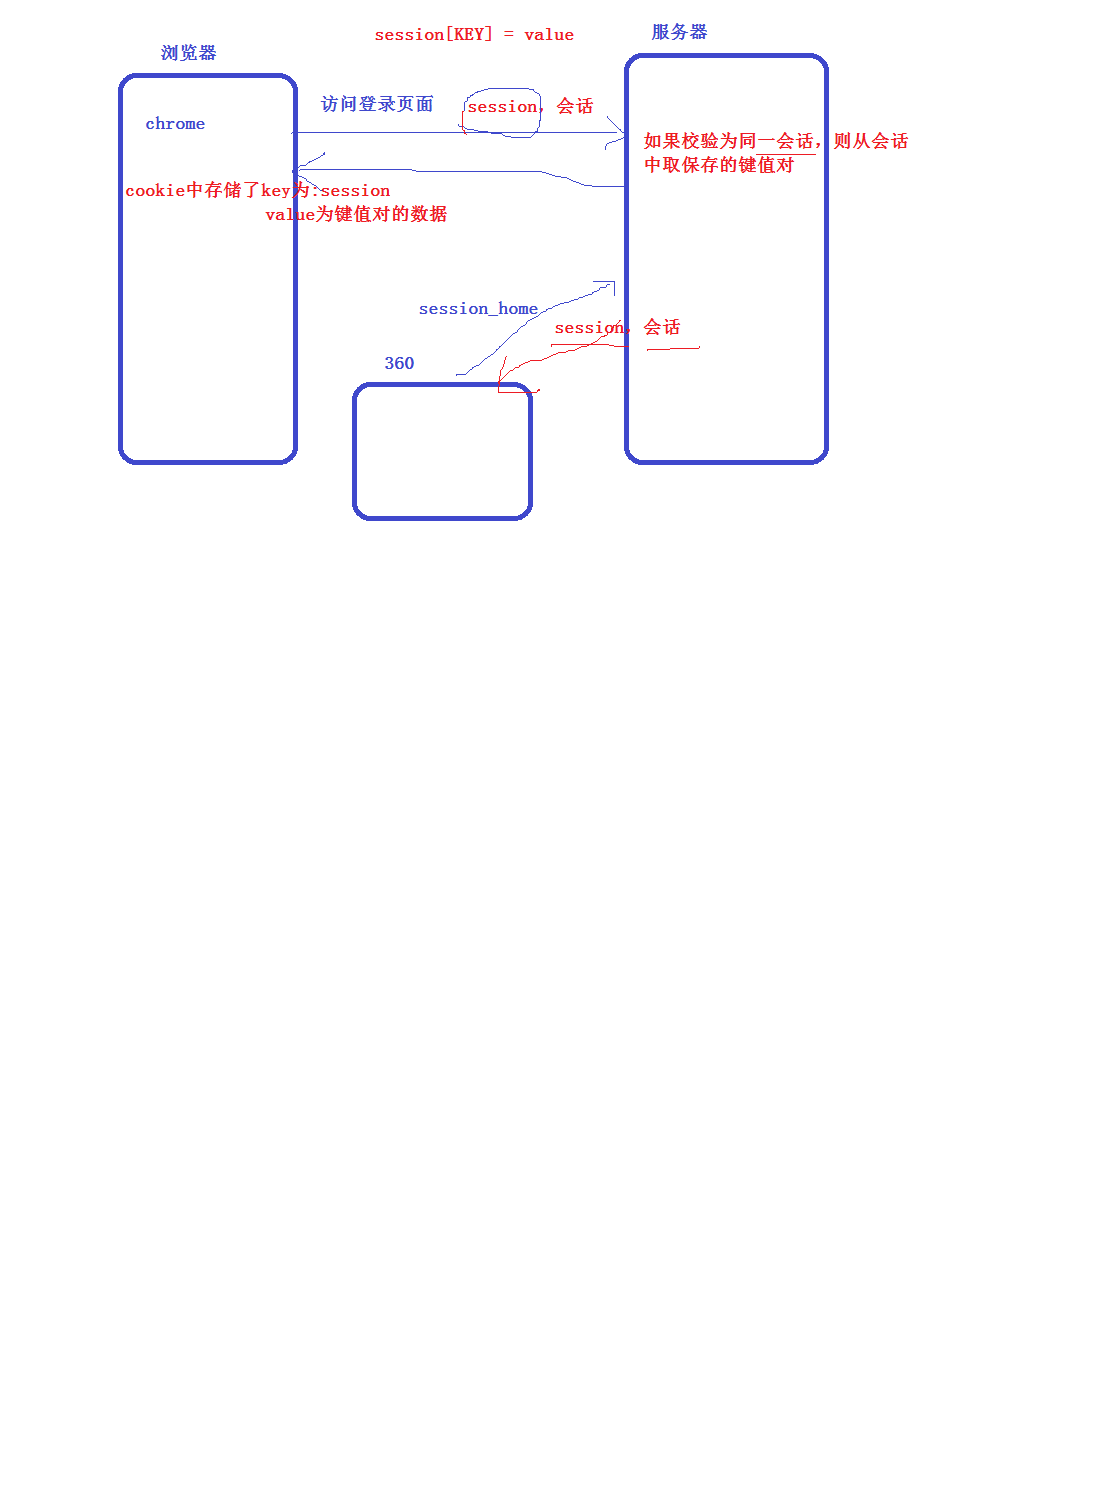 session[KEY] = value
服务器
浏览器
访问登录页面
session, 会话
chrome
如果校验为同一会话，则从会话
中取保存的键值对
cookie中存储了key为:session
value为键值对的数据
session_home
session, 会话
360